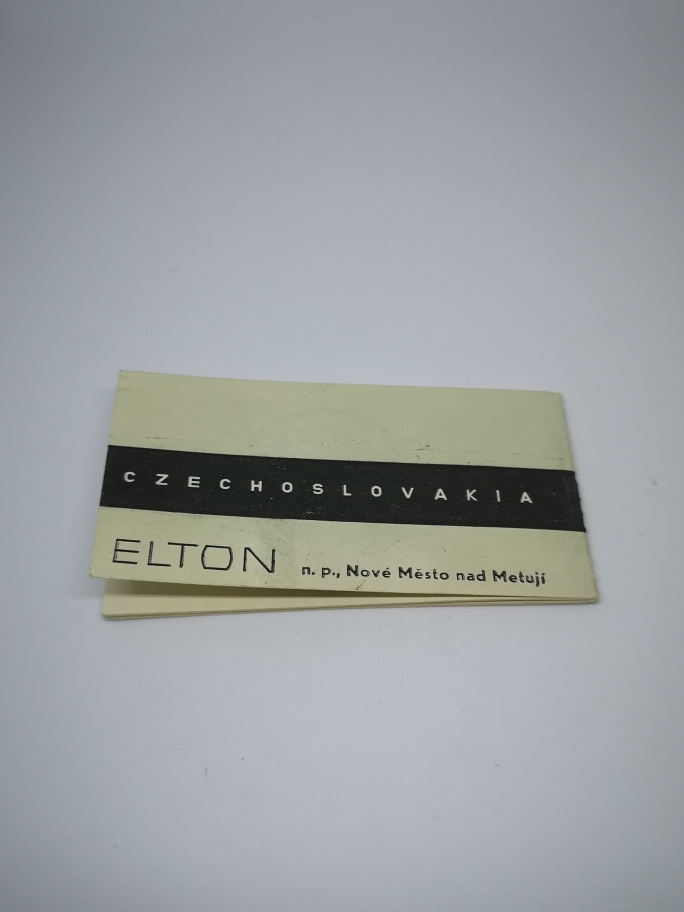 CZECHOSLOVAKIA
ELTON n. p., Nové Město nad Metují